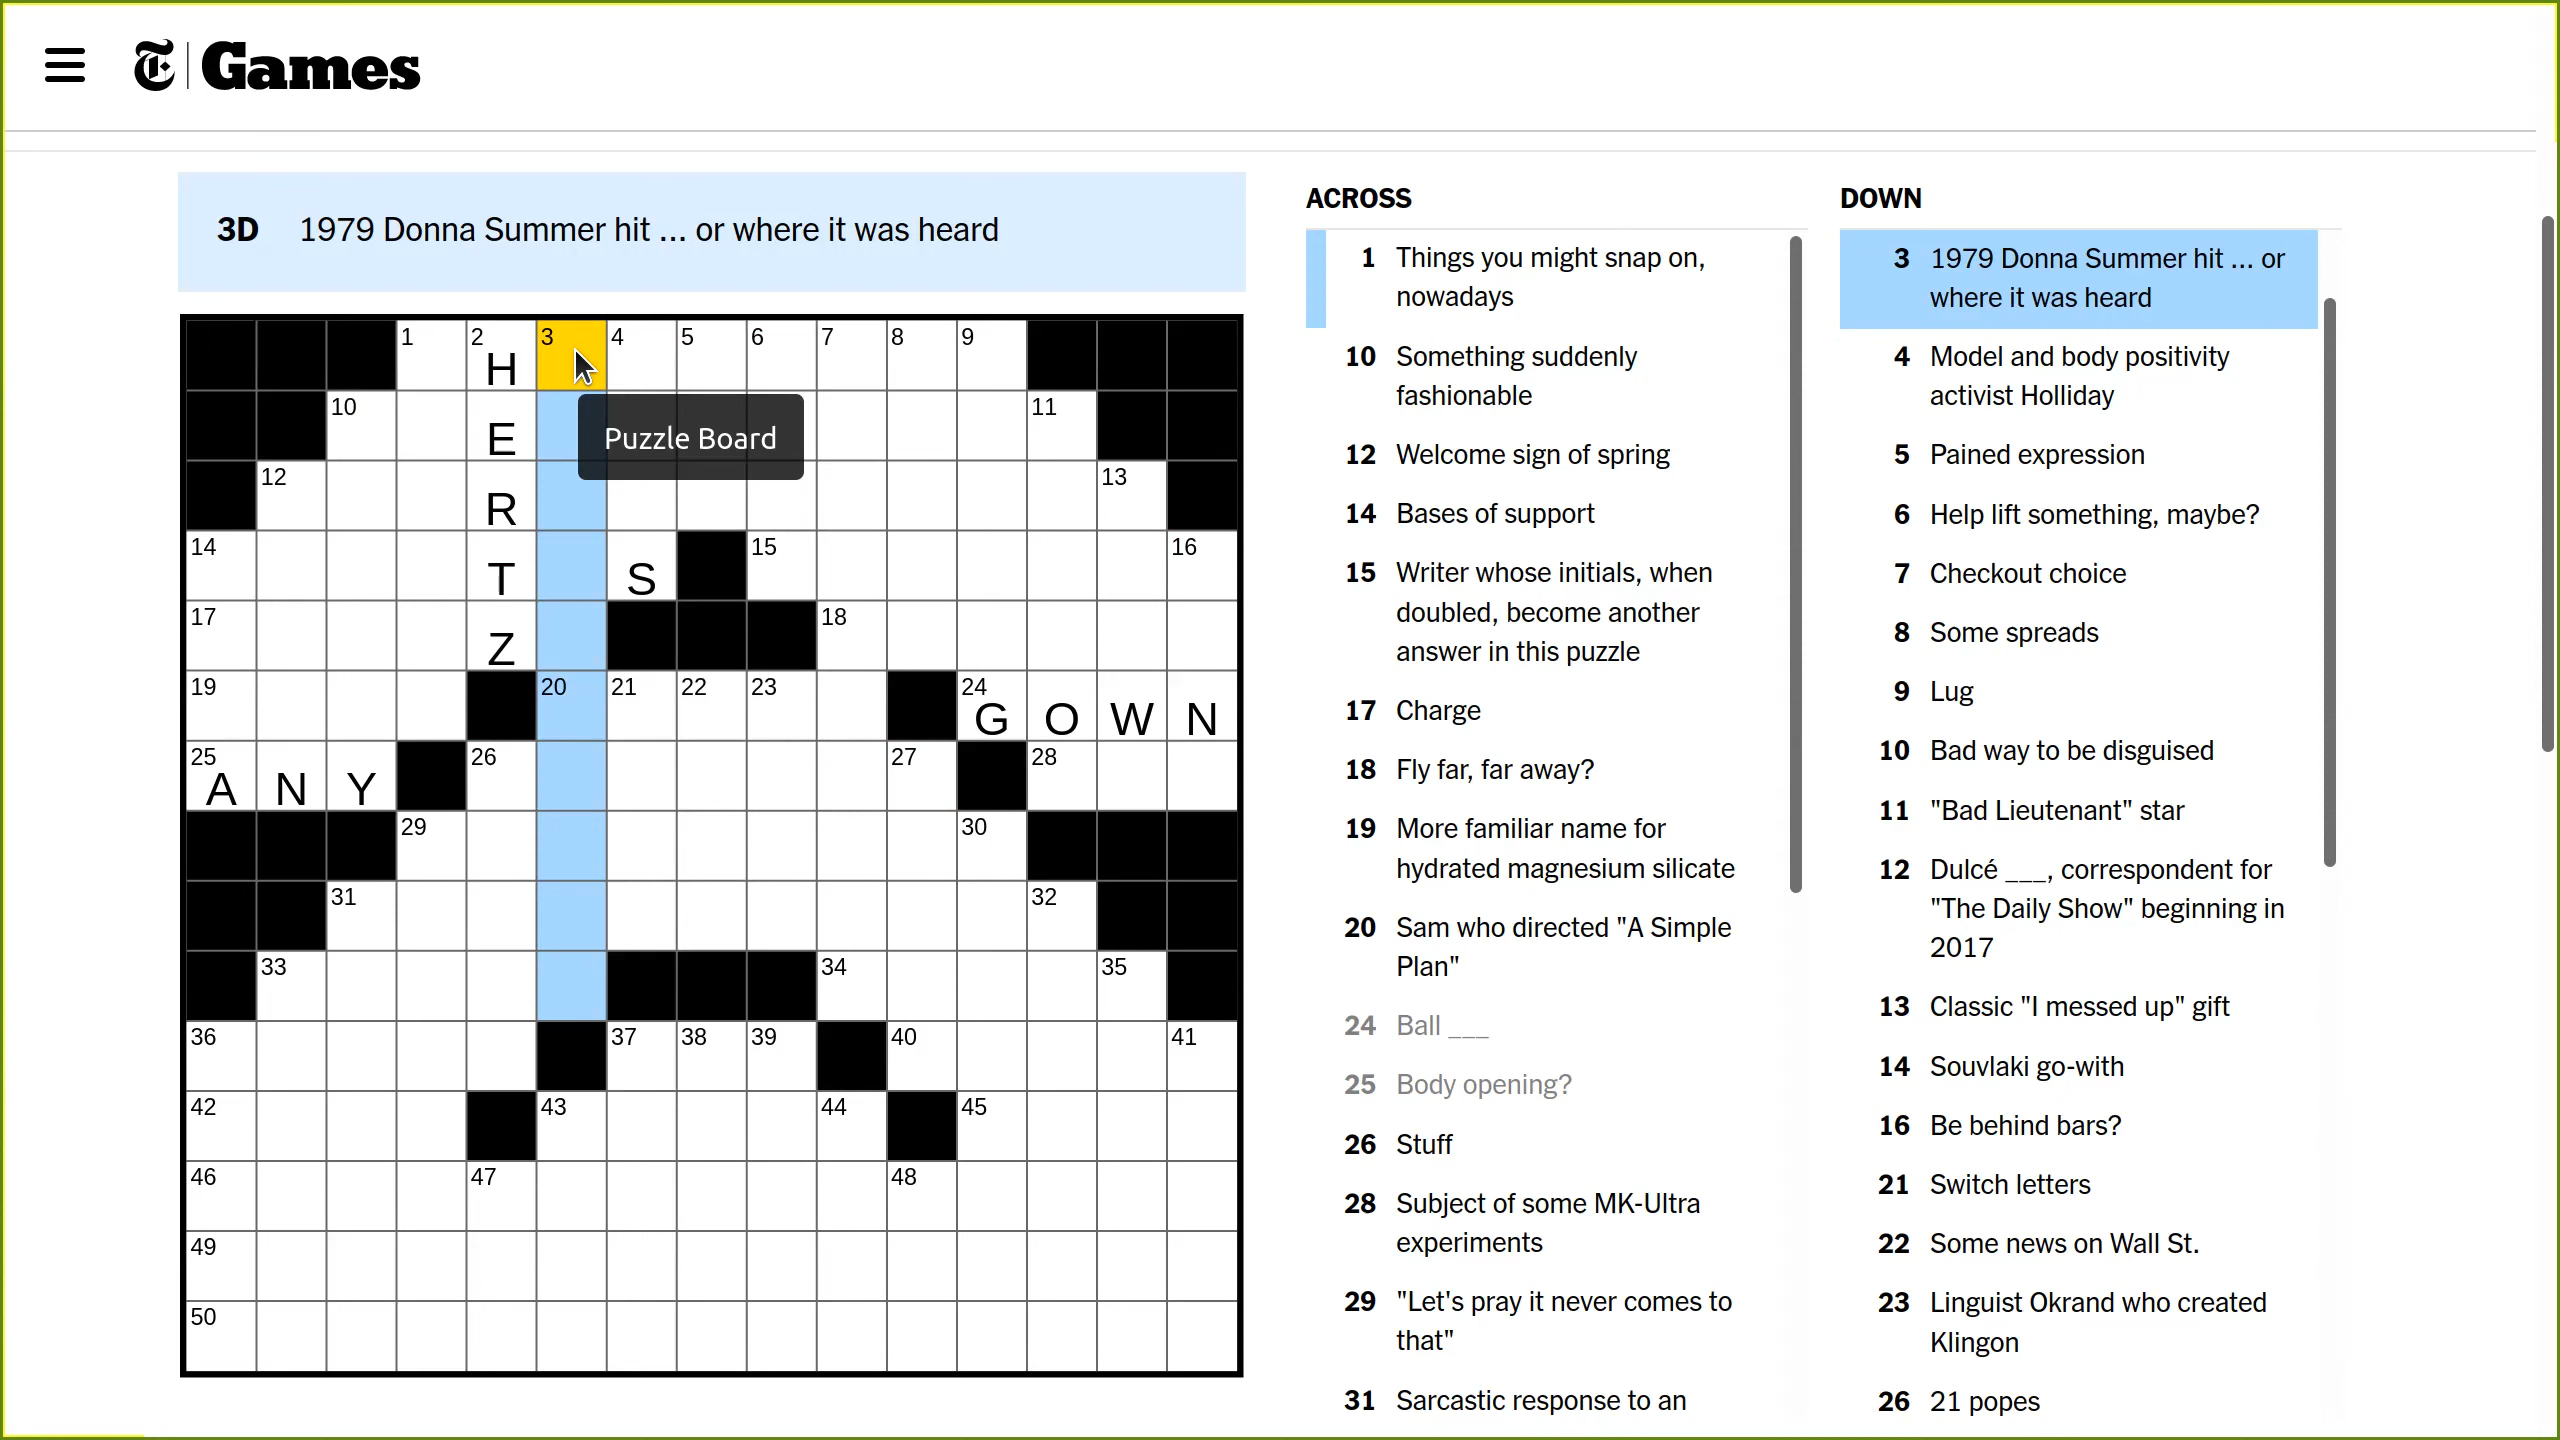 T Games
3D 1979 Donna Summer hit ... or where it was heard
1 2 H 3 4 5 6 7 8 9
10 E 11
Puzzle Board
12 R 13
14 T S 15 16
17 Z 18
19 20 21 22 23 24 G O W N
25 A N Y 26 27 28
29 30
31 32
33 34 35
36 37 38 39 40 41
42 43 44 45
46 47 48
49
50
ACROSS
1 Things you might snap on,
nowadays
10 Something suddenly
fashionable
12 Welcome sign of spring
14 Bases of support
15 Writer whose initials, when
doubled, become another
answer in this puzzle
17 Charge
18 Fly far, far away?
19 More familiar name for
hydrated magnesium silicate
20 Sam who directed "A Simple
Plan"
24 Ball ___
25 Body opening?
26 Stuff
28 Subject of some MK-Ultra
experiments
29 "Let's pray it never comes to
that"
31 Sarcastic response to an
DOWN
3 1979 Donna Summer hit ... or
where it was heard
4 Model and body positivity
activist Holliday
5 Pained expression
6 Help lift something, maybe?
7 Checkout choice
8 Some spreads
9 Lug
10 Bad way to be disguised
11 "Bad Lieutenant" star
12 Dulcé ___, correspondent for
"The Daily Show" beginning in
2017
13 Classic "I messed up" gift
14 Souvlaki go-with
16 Be behind bars?
21 Switch letters
22 Some news on Wall St.
23 Linguist Okrand who created
Klingon
26 21 popes